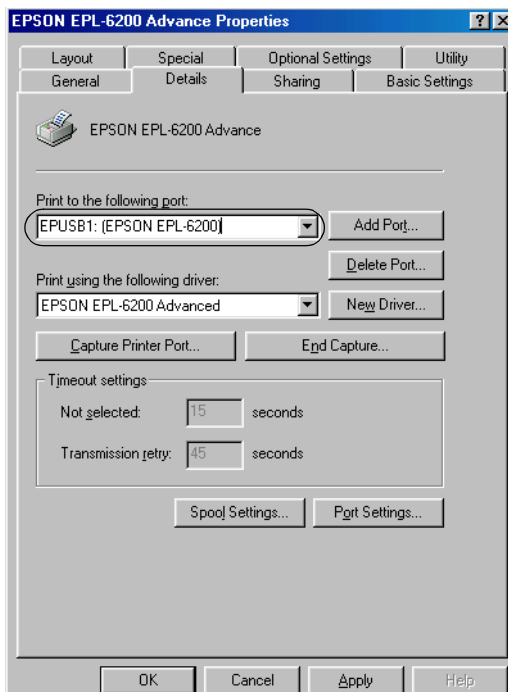 EPSON EPL-6200 Advance Properties
Layout Special Optional Settings Utility
General Details Sharing Basic Settings
EPSON EPL-6200 Advance
Print to the following port:
EPUSB1: (EPSON EPL-6200)
Add Port...
Delete Port...
Print using the following driver:
EPSON EPL-6200 Advanced
New Driver...
Capture Printer Port... End Capture...
Timeout settings
Not selected: 15 seconds
Transmission retry: 45 seconds
Spool Settings... Port Settings...
OK Cancel Apply Help